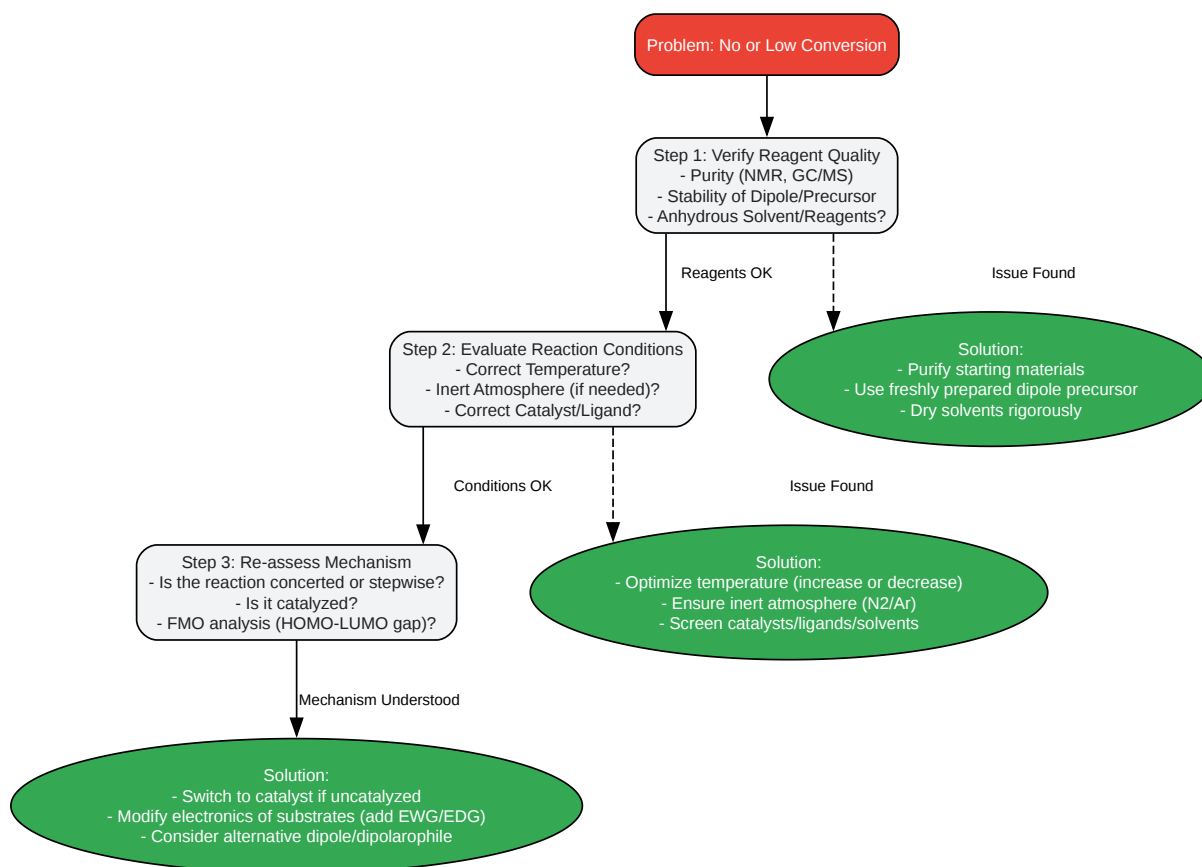 Problem: No or Low Conversion
Step 1: Verify Reagent Quality
- Purity (NMR, GC/MS)
- Stability of Dipole/Precursor
- Anhydrous Solvent/Reagents?
Reagents OK
Issue Found
Solution:
- Purify starting materials
- Use freshly prepared dipole precursor
- Dry solvents rigorously
Step 2: Evaluate Reaction Conditions
- Correct Temperature?
- Inert Atmosphere (if needed)?
- Correct Catalyst/Ligand?
Conditions OK
Issue Found
Solution:
- Optimize temperature (increase or decrease)
- Ensure inert atmosphere (N2/Ar)
- Screen catalysts/ligands/solvents
Step 3: Re-assess Mechanism
- Is the reaction concerted or stepwise?
- Is it catalyzed?
- FMO analysis (HOMO-LUMO gap)?
Mechanism Understood
Solution:
- Switch to catalyst if uncatalyzed
- Modify electronics of substrates (add EWG/EDG)
- Consider alternative dipole/dipolarophile